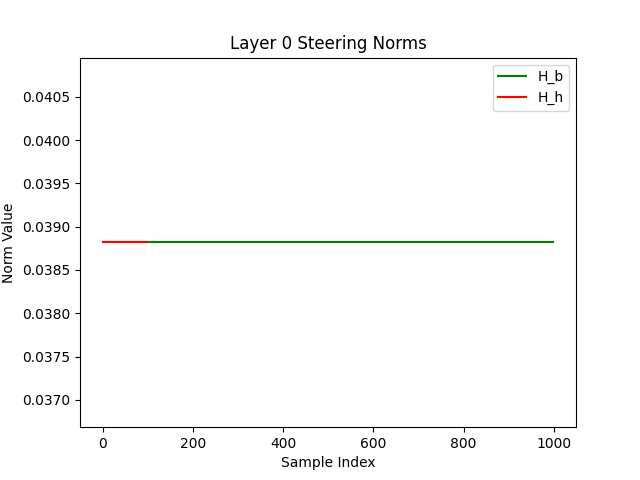 Layer 0 Steering Norms
H_b
H_h
Norm Value
0.0405
0.0400
0.0395
0.0390
0.0385
0.0380
0.0375
0.0370
0 200 400 600 800 1000
Sample Index